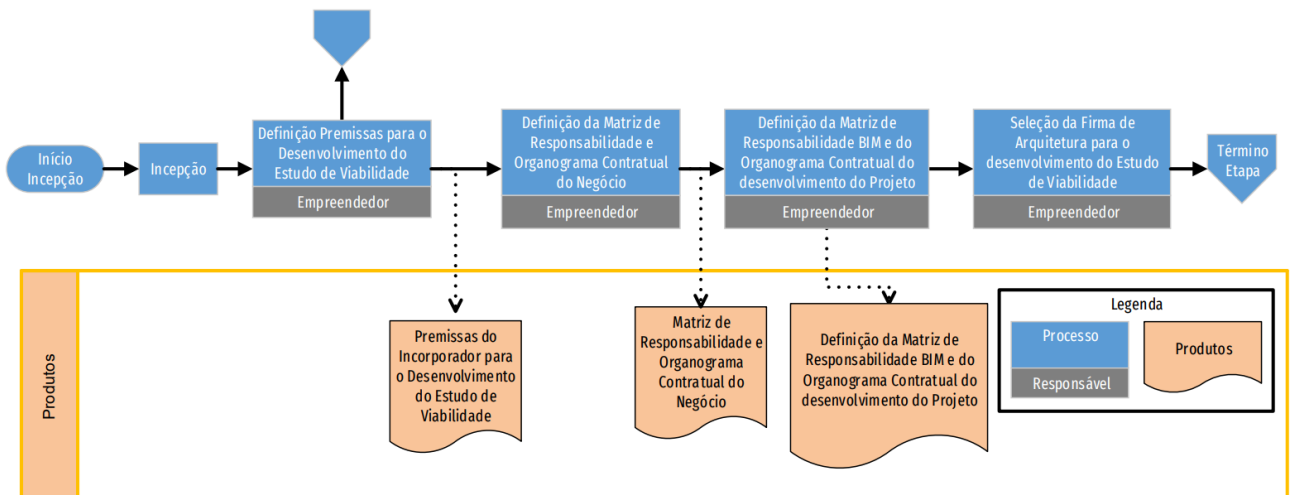 Início
Incepção
Incepção
Definição Premissas para o
Desenvolvimento do
Estudo de Viabilidade
Empreendedor
Definição da Matriz de
Responsabilidade e
Organograma Contratual
do Negócio
Empreendedor
Definição da Matriz de
Responsabilidade BIM e do
Organograma Contratual do
desenvolvimento do Projeto
Empreendedor
Seleção da Firma de
Arquitetura para o
desenvolvimento do Estudo
de Viabilidade
Empreendedor
Término
Etapa
Produtos
Premissas do
Incorporador para
o Desenvolvimento
do Estudo de
Viabilidade
Matriz de
Responsabilidade e
Organograma
Contratual do
Negócio
Definição da Matriz de
Responsabilidade BIM e do
Organograma Contratual do
desenvolvimento do Projeto
Legenda
Processo
Responsável
Produtos